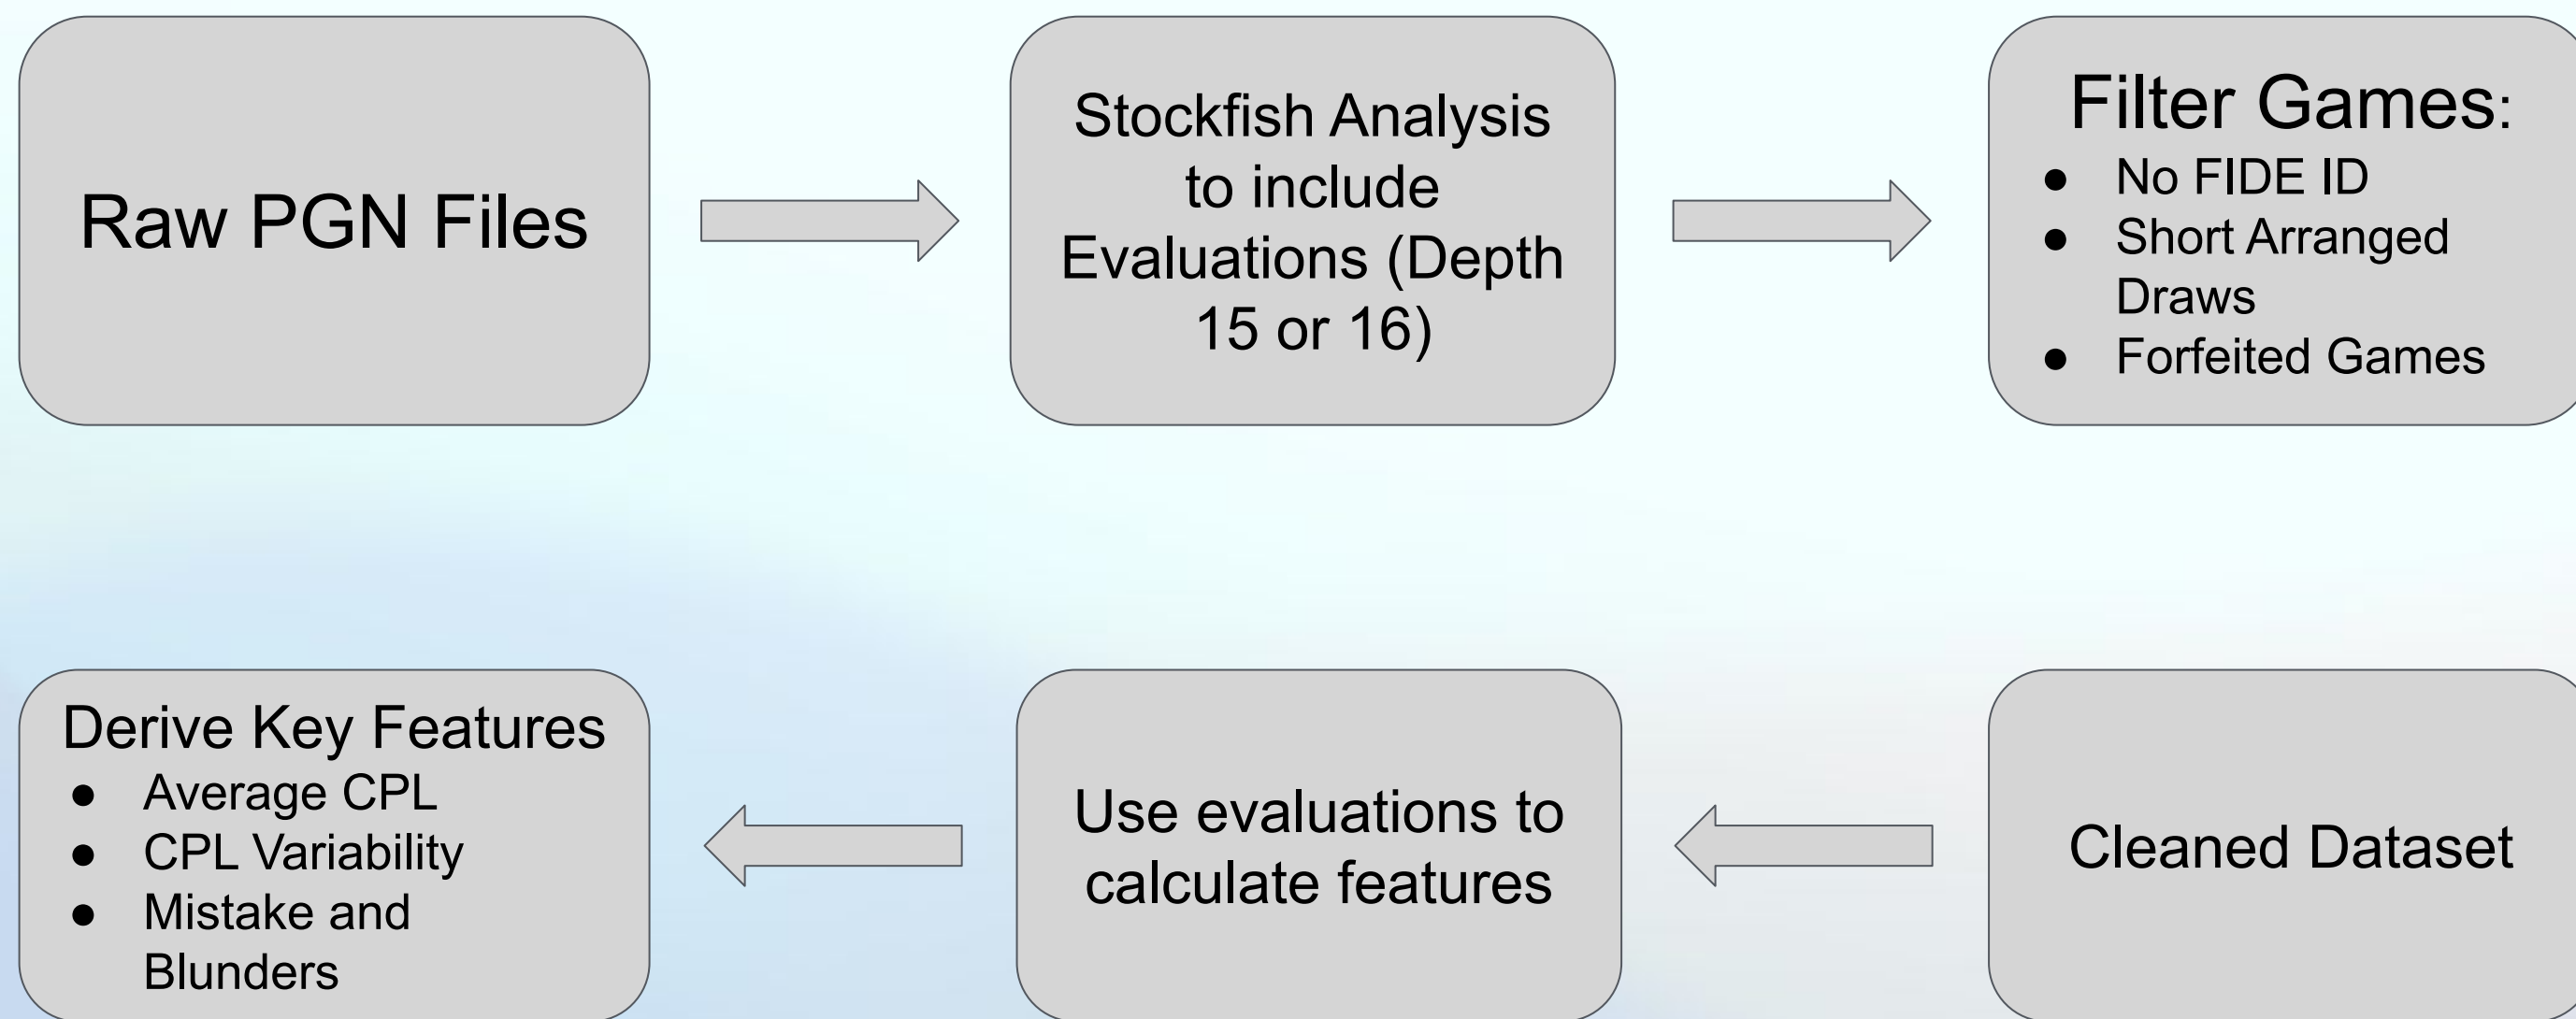 Raw PGN Files
Stockfish Analysis
to include
Evaluations (Depth
15 or 16)
Filter Games:
● No FIDE ID
● Short Arranged
Draws
● Forfeited Games
Derive Key Features
● Average CPL
● CPL Variability
● Mistake and
Blunders
Use evaluations to
calculate features
Cleaned Dataset